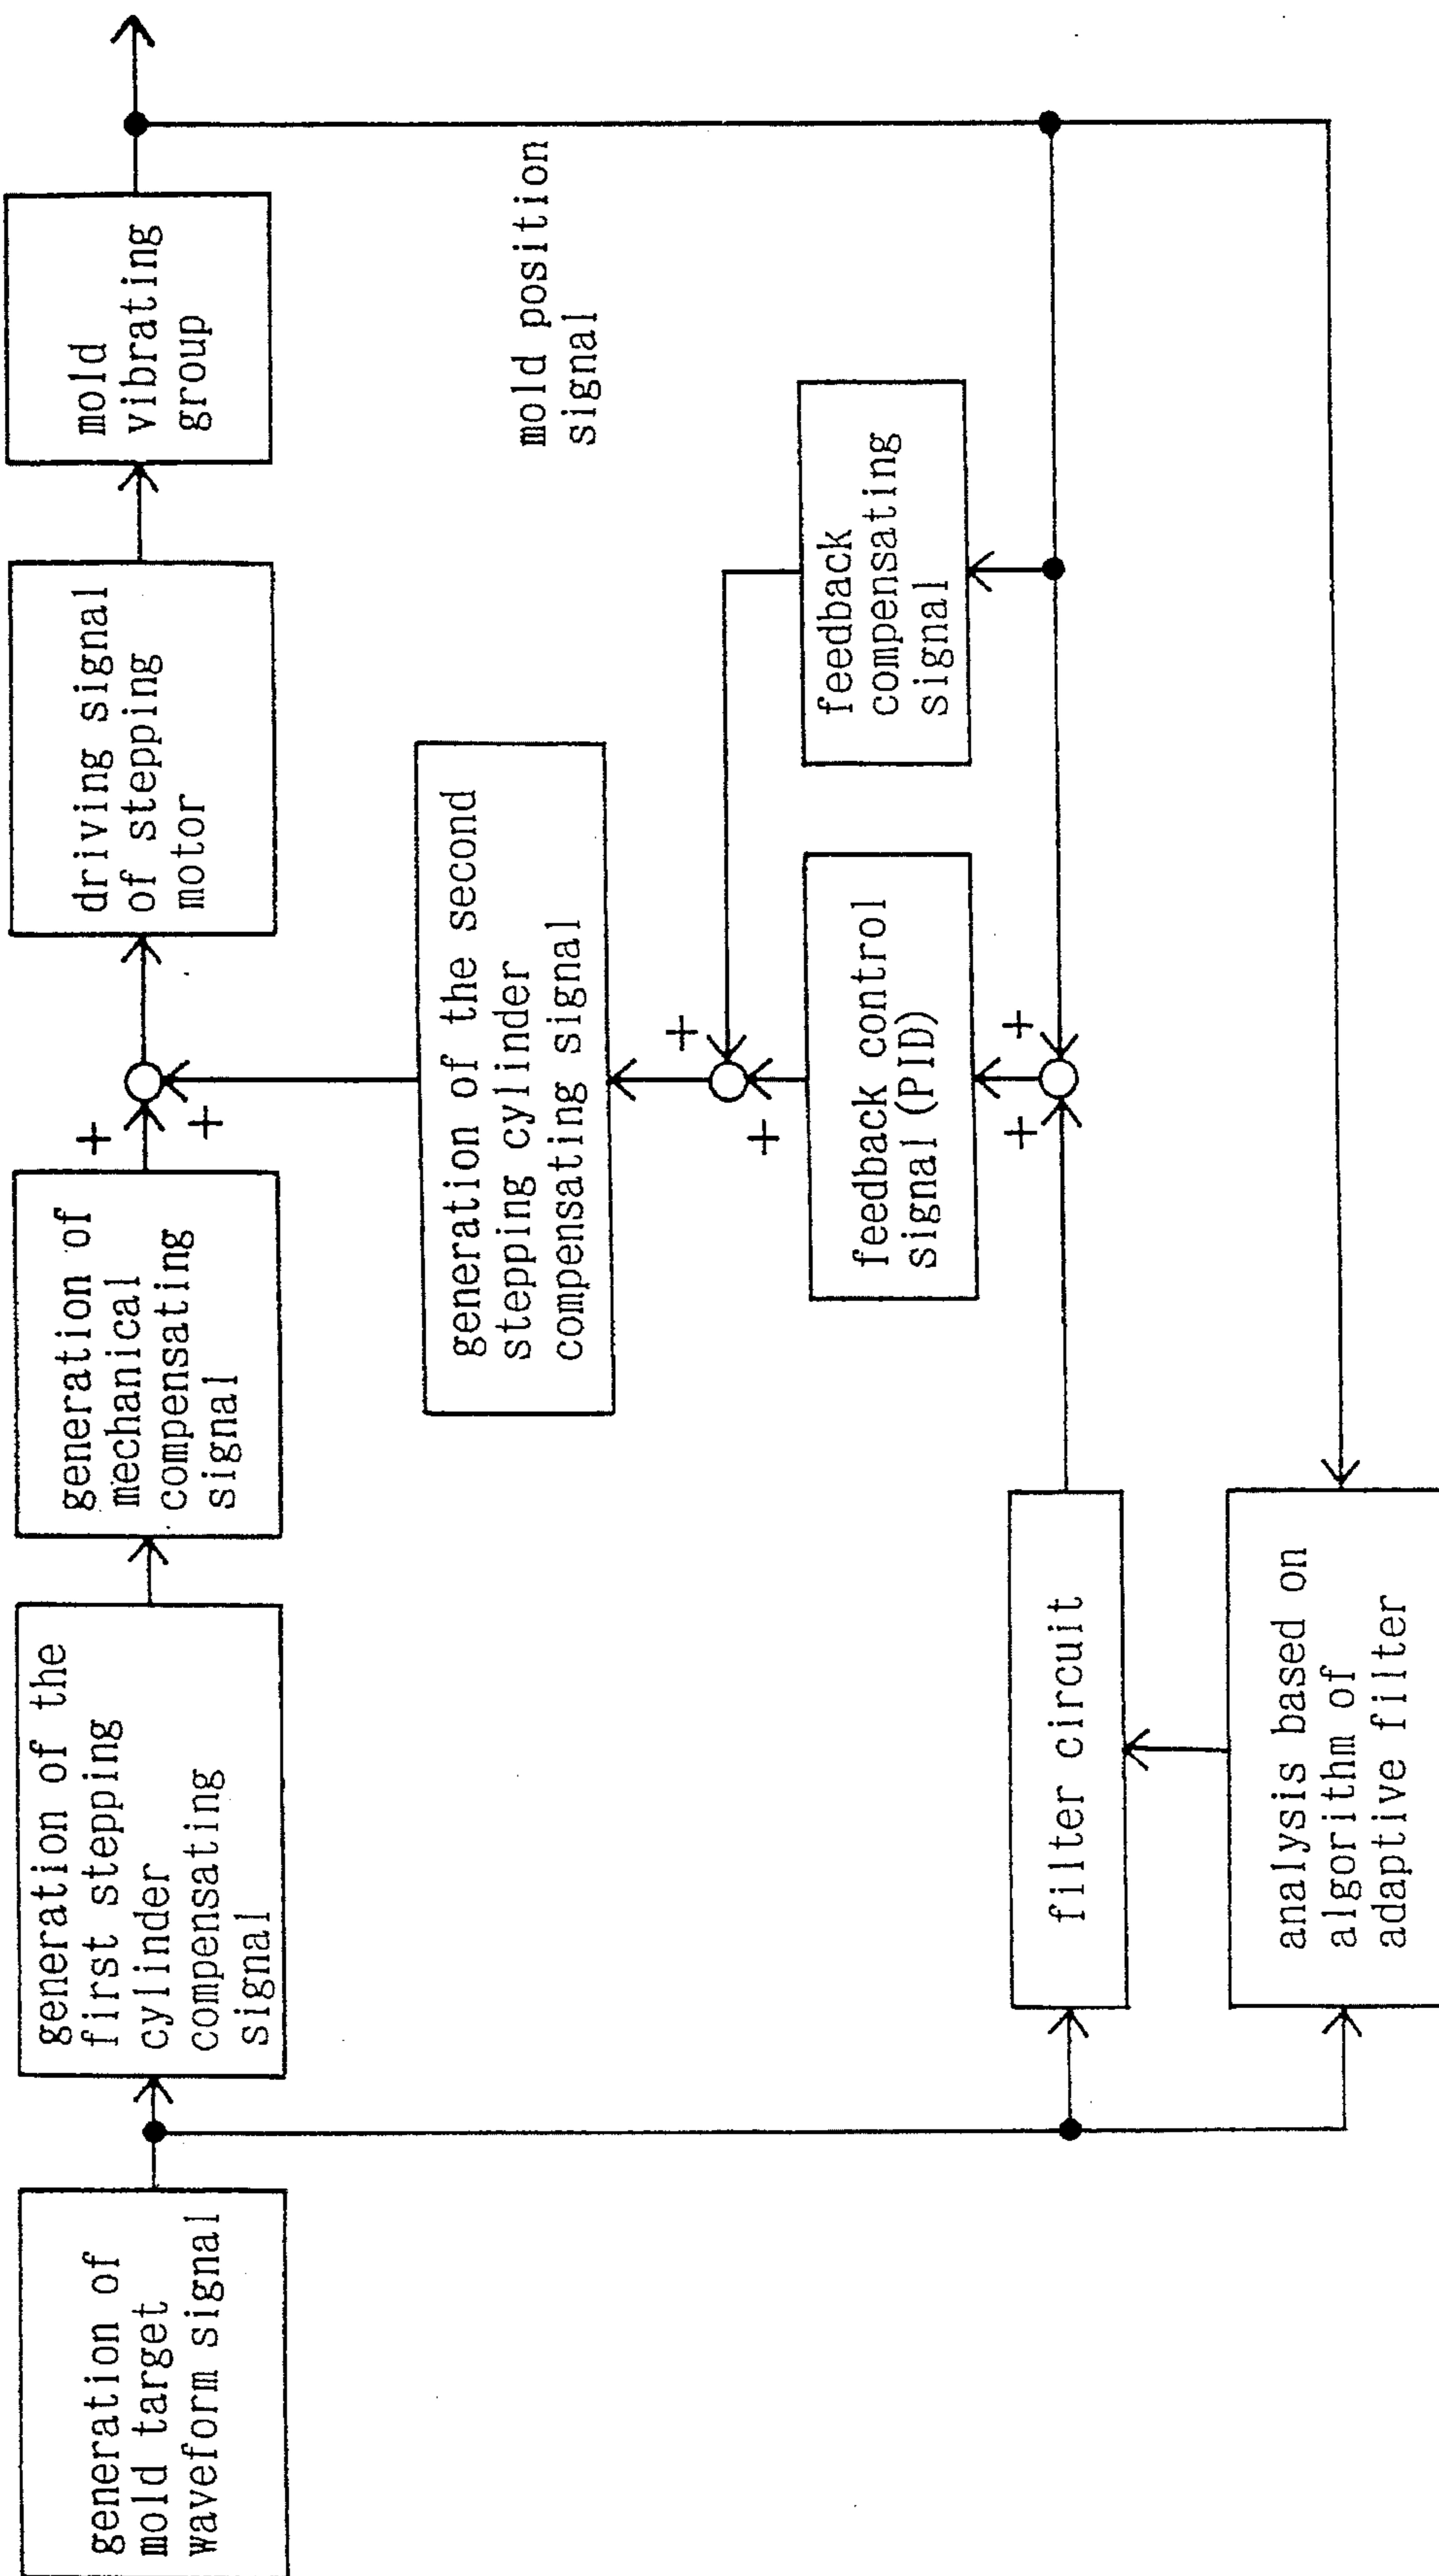 generation of
mold target
waveform signal
generation of the
first stepping
cylinder
compensating
signal
generation of
mechanical
compensating
signal
+
+
driving signal
of stepping
motor
mold
vibrating
group
generation of the second
stepping cylinder
compensating signal
mold position
signal
+
+
feedback control
signal (PID)
feedback
compensating
signal
+
+
filter circuit
analysis based on
algorithm of
adaptive filter